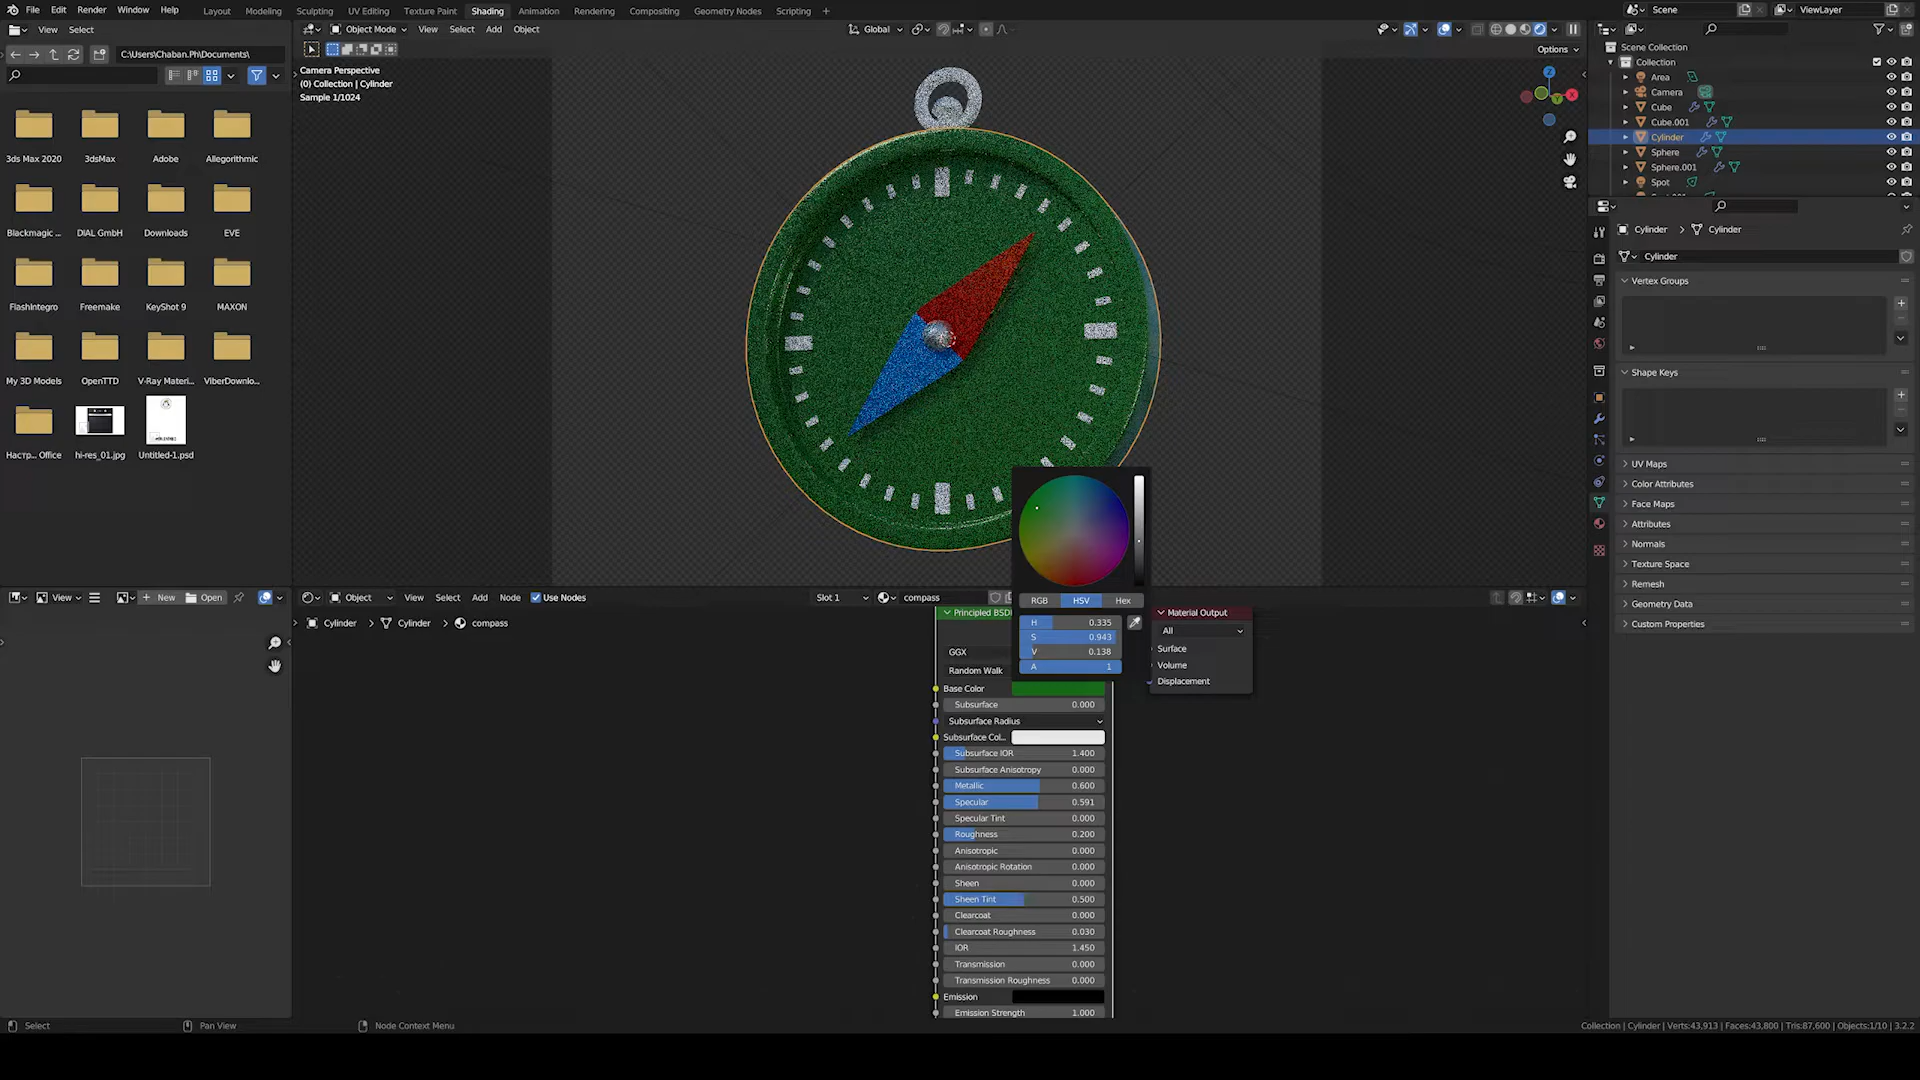 File Edit Render Window Help Layout Modeling Sculpting UV Editing Texture Paint Shading Animation Rendering Compositing Geometry Nodes Scripting +
Scene ViewLayer
View Select
Object Mode View Select Add Object Global
C:\Users\Chaban.Ph\Documents\
Options
Camera Perspective
(0) Collection | Cylinder
Sample 1/1024
3ds Max 2020 3dsMax Adobe Allegorithmic
Blackmagic ... DIAL GmbH Downloads EVE
FlashIntegro Freemake KeyShot 9 MAXON
My 3D Models OpenTTD V-Ray Materi... ViberDownlo...
Настр... Office hi-res_01.jpg Untitled-1.psd
Scene Collection
Collection
Area
Camera
Cube
Cube.001
Cylinder
Sphere
Sphere.001
Spot
Cylinder > Cylinder
Cylinder
Vertex Groups
Shape Keys
UV Maps
Color Attributes
Face Maps
Attributes
Normals
Texture Space
Remesh
Geometry Data
Custom Properties
View New Open
Object View Select Add Node Use Nodes Slot 1 compass
Cylinder > Cylinder > compass
RGB HSV Hex
H 0.335
S 0.943
V 0.138
A 1
Principled BSD
GGX
Random Walk
Base Color
Subsurface 0.000
Subsurface Radius
Subsurface Col...
Subsurface IOR 1.400
Subsurface Anisotropy 0.000
Metallic 0.600
Specular 0.591
Specular Tint 0.000
Roughness 0.200
Anisotropic 0.000
Anisotropic Rotation 0.000
Sheen 0.000
Sheen Tint 0.500
Clearcoat 0.000
Clearcoat Roughness 0.030
IOR 1.450
Transmission 0.000
Transmission Roughness 0.000
Emission
Emission Strength 1.000
Material Output
All
Surface
Volume
Displacement
Select Pan View Node Context Menu
Collection | Cylinder | Verts:43,913 | Faces:43,800 | Tris:87,600 | Objects:1/10 | 3.2.2